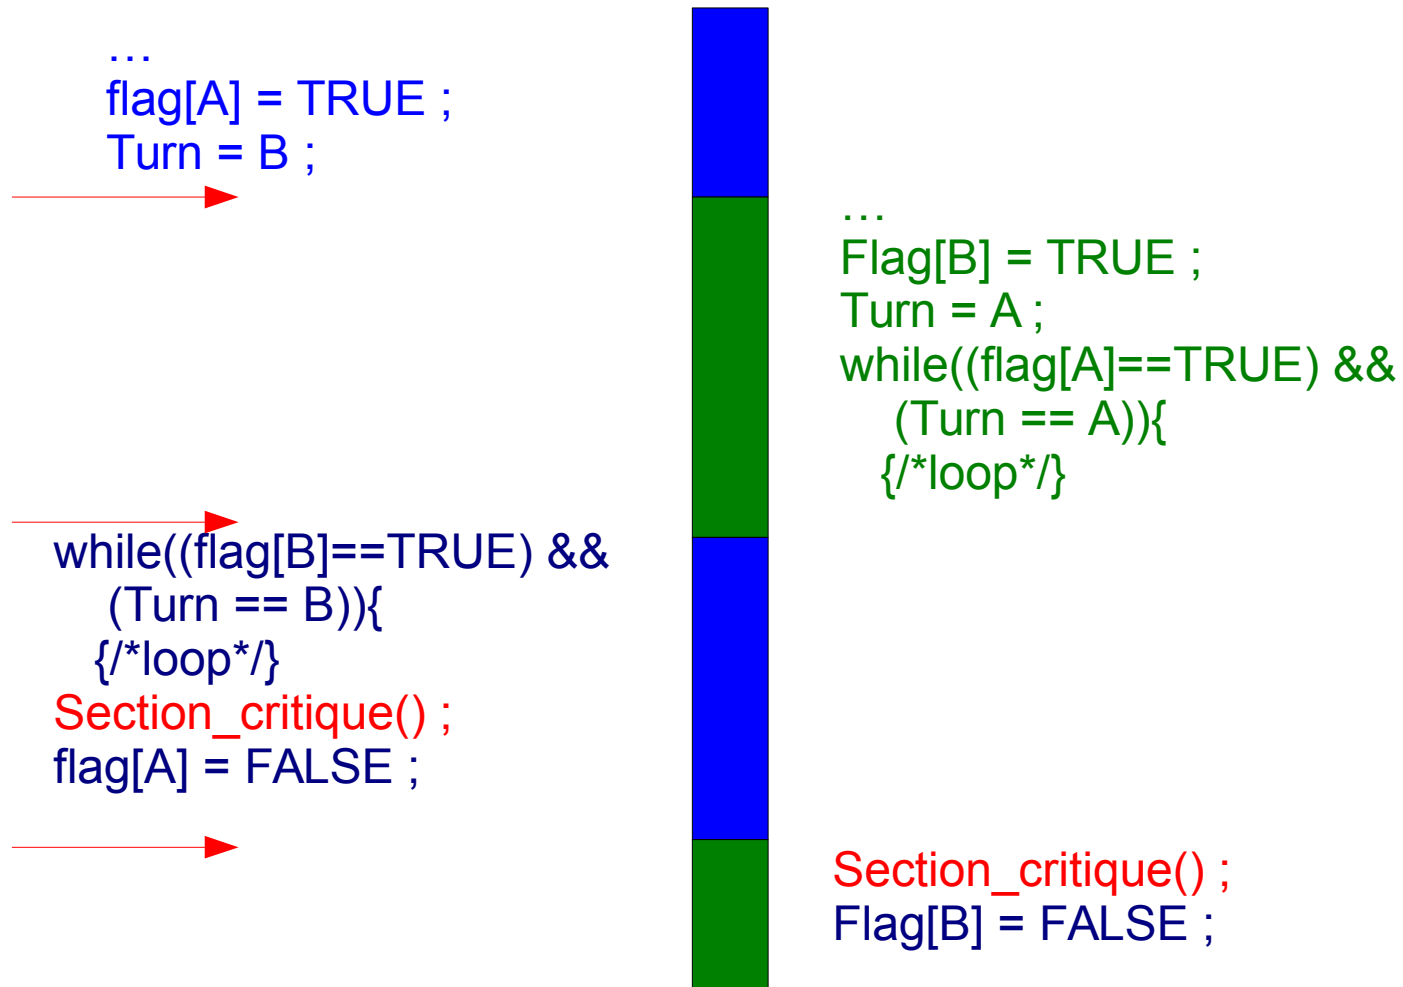 …
flag[A] = TRUE ;
Turn = B ;
…
Flag[B] = TRUE ;
Turn = A ;
while((flag[A]==TRUE) &&
(Turn == A)){
{/*loop*/}
while((flag[B]==TRUE) &&
(Turn == B)){
{/*loop*/}
Section_critique() ;
flag[A] = FALSE ;
Section_critique() ;
Flag[B] = FALSE ;